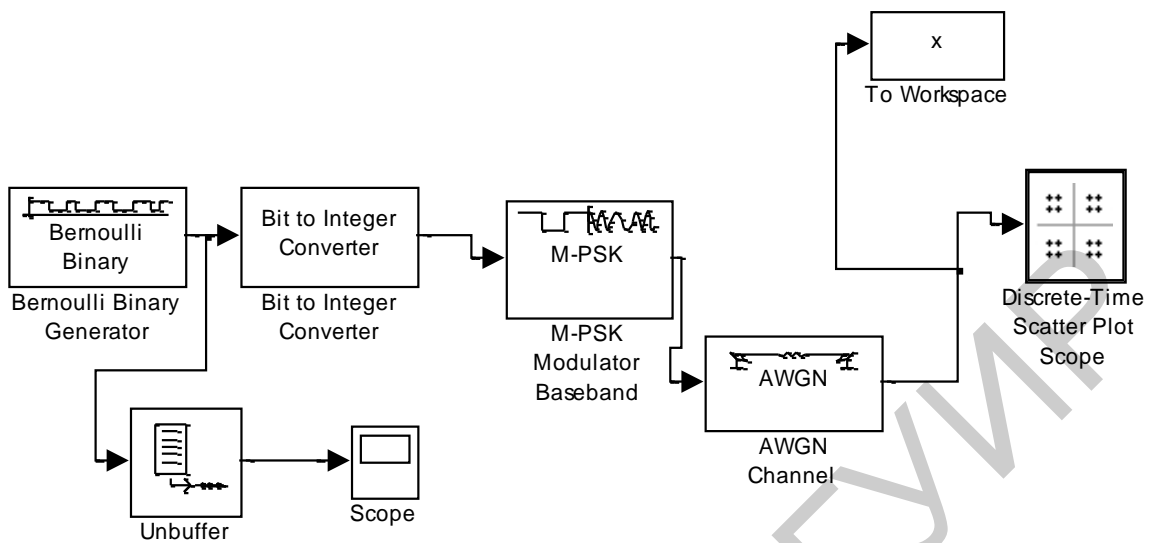 x
To Workspace
Bernoulli
Binary
Bernoulli Binary
Generator
Bit to Integer
Converter
Bit to Integer
Converter
M-PSK
M-PSK
Modulator
Baseband
AWGN
AWGN
Channel
Discrete-Time
Scatter Plot
Scope
Unbuffer
Scope
ГУИР